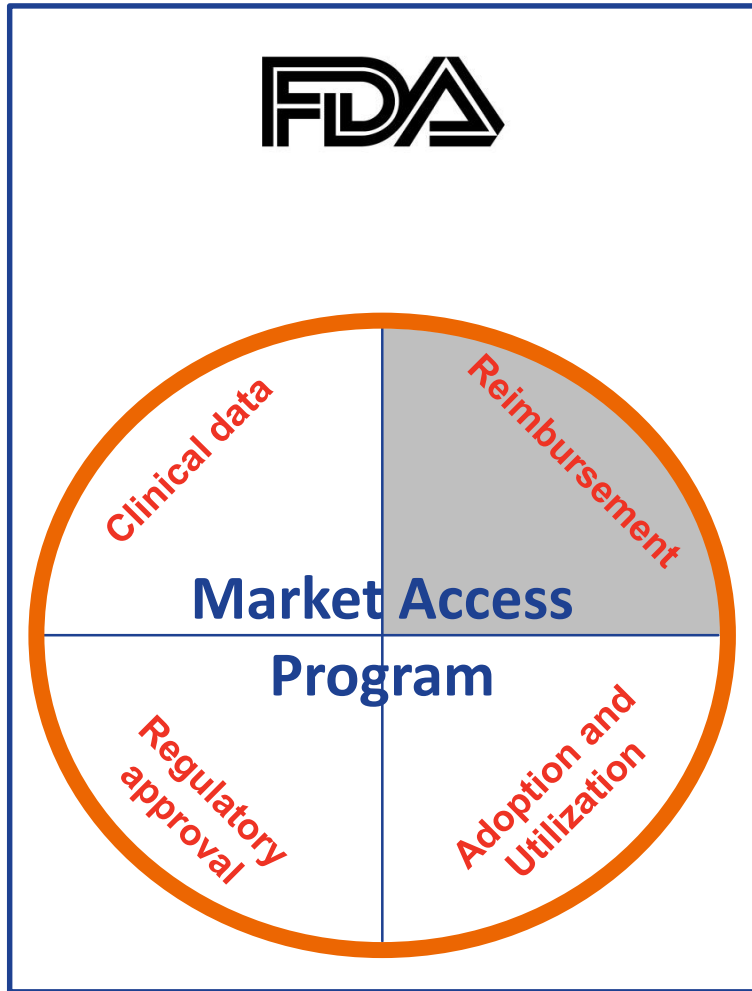 FDA
Clinical data
Reimbursement
Market Access
Program
Regulatory
approval
Adoption and
Utilization